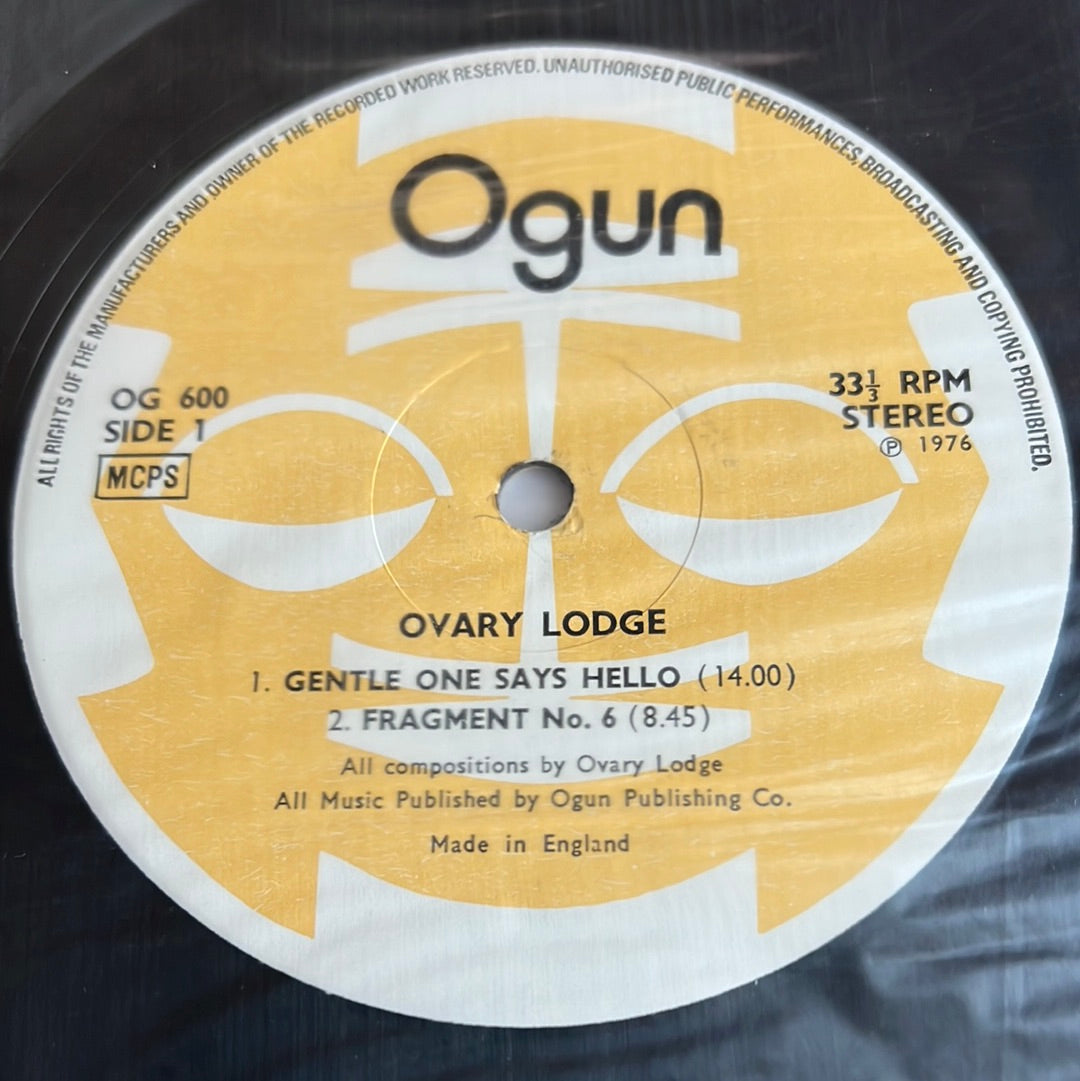 ALL RIGHTS OF THE MANUFACTURERS AND OWNER OF THE RECORDED WORK RESERVED. UNAUTHORISED PUBLIC PERFORMANCES, BROADCASTING AND COPYING PROHIBITED.
Ogun
OG 600
SIDE 1
MCPS
33⅓ RPM
STEREO
Ⓟ 1976
OVARY LODGE
1. GENTLE ONE SAYS HELLO (14.00)
2. FRAGMENT No. 6 (8.45)
All compositions by Ovary Lodge
All Music Published by Ogun Publishing Co.
Made in England